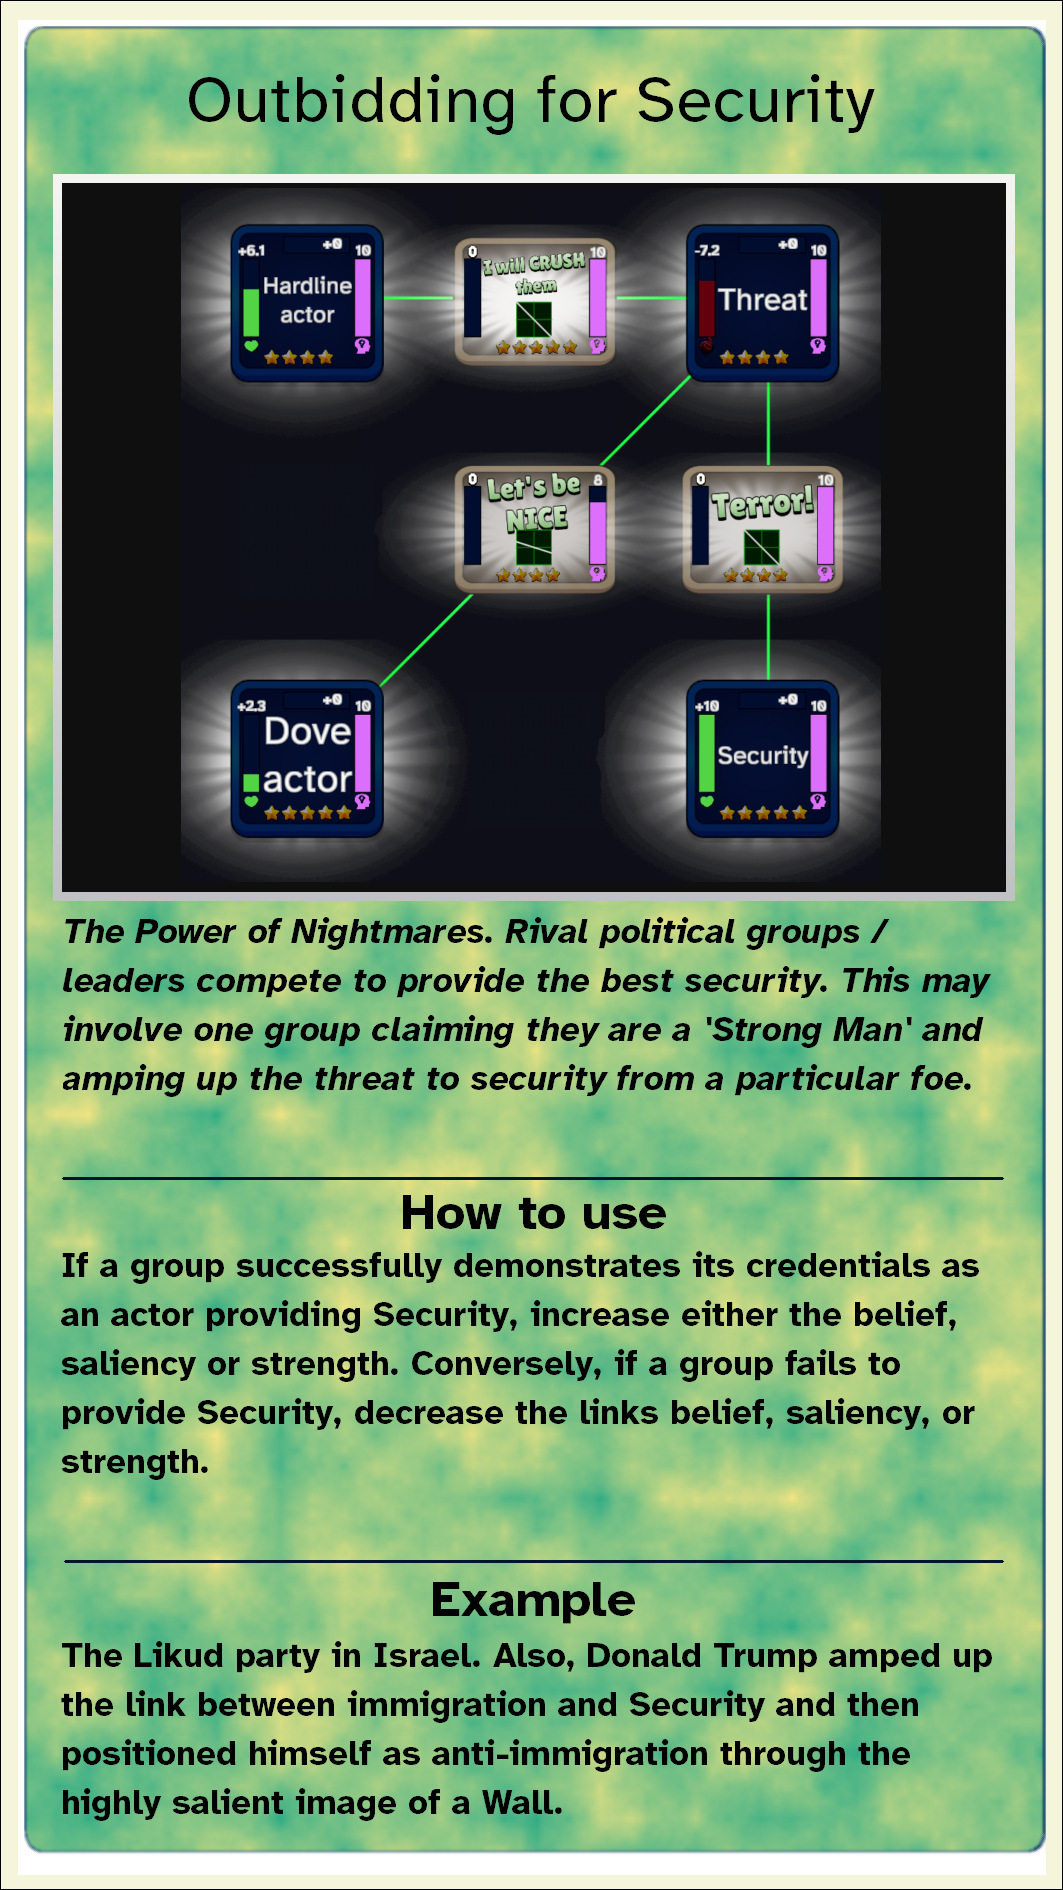 Outbidding for Security
+6.1 +0 10
Hardline
actor
0 10
I will CRUSH
them
-7.2 +0 10
Threat
0 8
Let's be
NICE
0 10
Terror!
+2.3 +0 10
Dove
actor
+10 +0 10
Security
The Power of Nightmares. Rival political groups /
leaders compete to provide the best security. This may
involve one group claiming they are a 'Strong Man' and
amping up the threat to security from a particular foe.
How to use
If a group successfully demonstrates its credentials as
an actor providing Security, increase either the belief,
saliency or strength. Conversely, if a group fails to
provide Security, decrease the links belief, saliency, or
strength.
Example
The Likud party in Israel. Also, Donald Trump amped up
the link between immigration and Security and then
positioned himself as anti-immigration through the
highly salient image of a Wall.